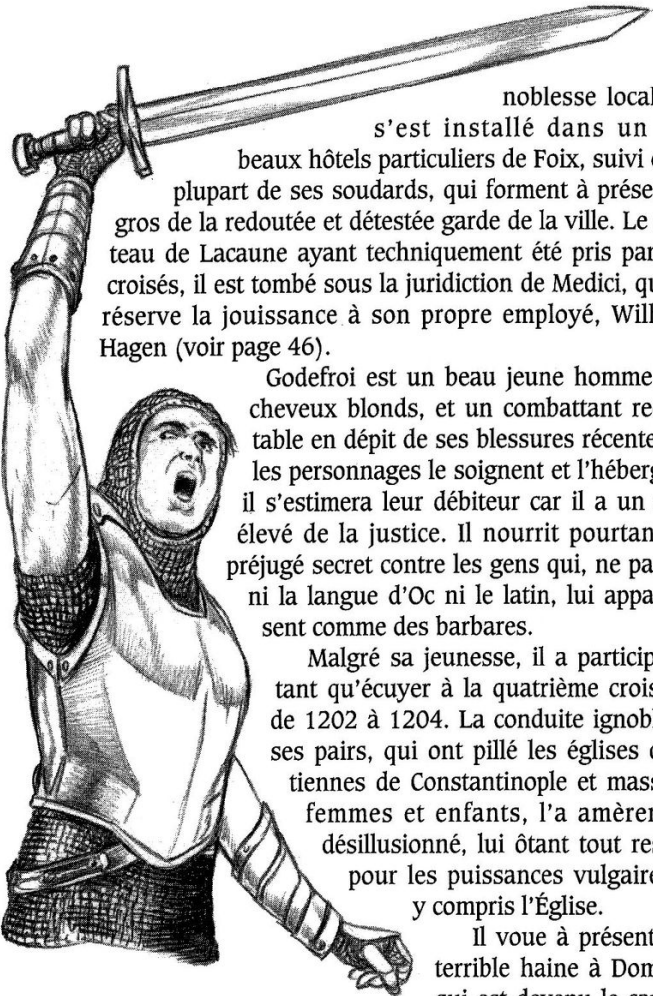 noblesse local
s'est installé dans un
beaux hôtels particuliers de Foix, suivi
plupart de ses soudards, qui forment à prése
gros de la redoutée et détestée garde de la ville. Le
teau de Lacaune ayant techniquement été pris par
croisés, il est tombé sous la juridiction de Medici, qu
réserve la jouissance à son propre employé, Will
Hagen (voir page 46).
Godefroi est un beau jeune homme
cheveux blonds, et un combattant re
table en dépit de ses blessures récente
les personnages le soignent et l'héberg
il s'estimera leur débiteur car il a un
élevé de la justice. Il nourrit pourtan
préjugé secret contre les gens qui, ne pa
ni la langue d'Oc ni le latin, lui appa
sent comme des barbares.
Malgré sa jeunesse, il a particip
tant qu'écuyer à la quatrième crois
de 1202 à 1204. La conduite ignobl
ses pairs, qui ont pillé les églises
tiennes de Constantinople et mass
femmes et enfants, l'a amèrem
désillusionné, lui ôtant tout res
pour les puissances vulgaire
y compris l'Église.
Il voue à présent
terrible haine à Dom
qui est devenu le